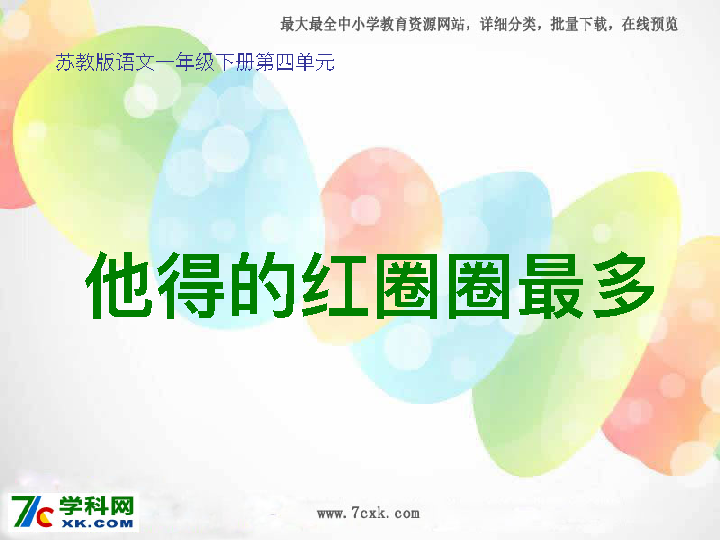 最大最全中小学教育资源网站，详细分类，批量下载，在线预览
苏教版语文一年级下册第四单元
他得的红圈圈最多
7c 学科网
XK.COM
www.7cxk.com